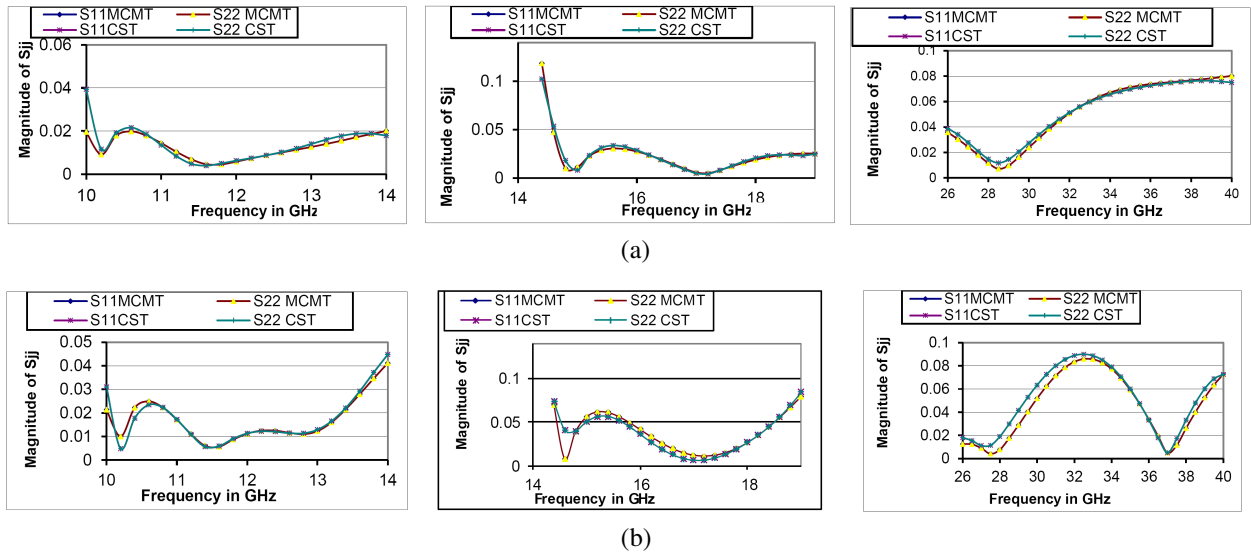 S11MCMT S22 MCMT
S11CST S22 CST
Magnitude of Sjj
0.06
0.04
0.02
0
10 11 12 13 14
Frequency in GHz
S11MCMT S22 MCMT
S11CST S22 CST
Magnitude of Sjj
0.1
0.05
0
14 16 18
Frequency in GHz
S11MCMT S22 MCMT
S11CST S22 CST
Magnitude of Sjj
0.1
0.08
0.06
0.04
0.02
0
26 28 30 32 34 36 38 40
Frequency in GHz
(a)
S11MCMT S22 MCMT
S11CST S22 CST
Magnitude of Sjj
0.05
0.04
0.03
0.02
0.01
0
10 11 12 13 14
Frequency in GHz
S11MCMT S22 MCMT
S11CST S22 CST
Magnitude of Sjj
0.1
0.05
0
14 16 18
Frequency in GHz
S11MCMT S22 MCMT
S11CST S22 CST
Magnitude of Sjj
0.1
0.08
0.06
0.04
0.02
0
26 28 30 32 34 36 38 40
Frequency in GHz
(b)